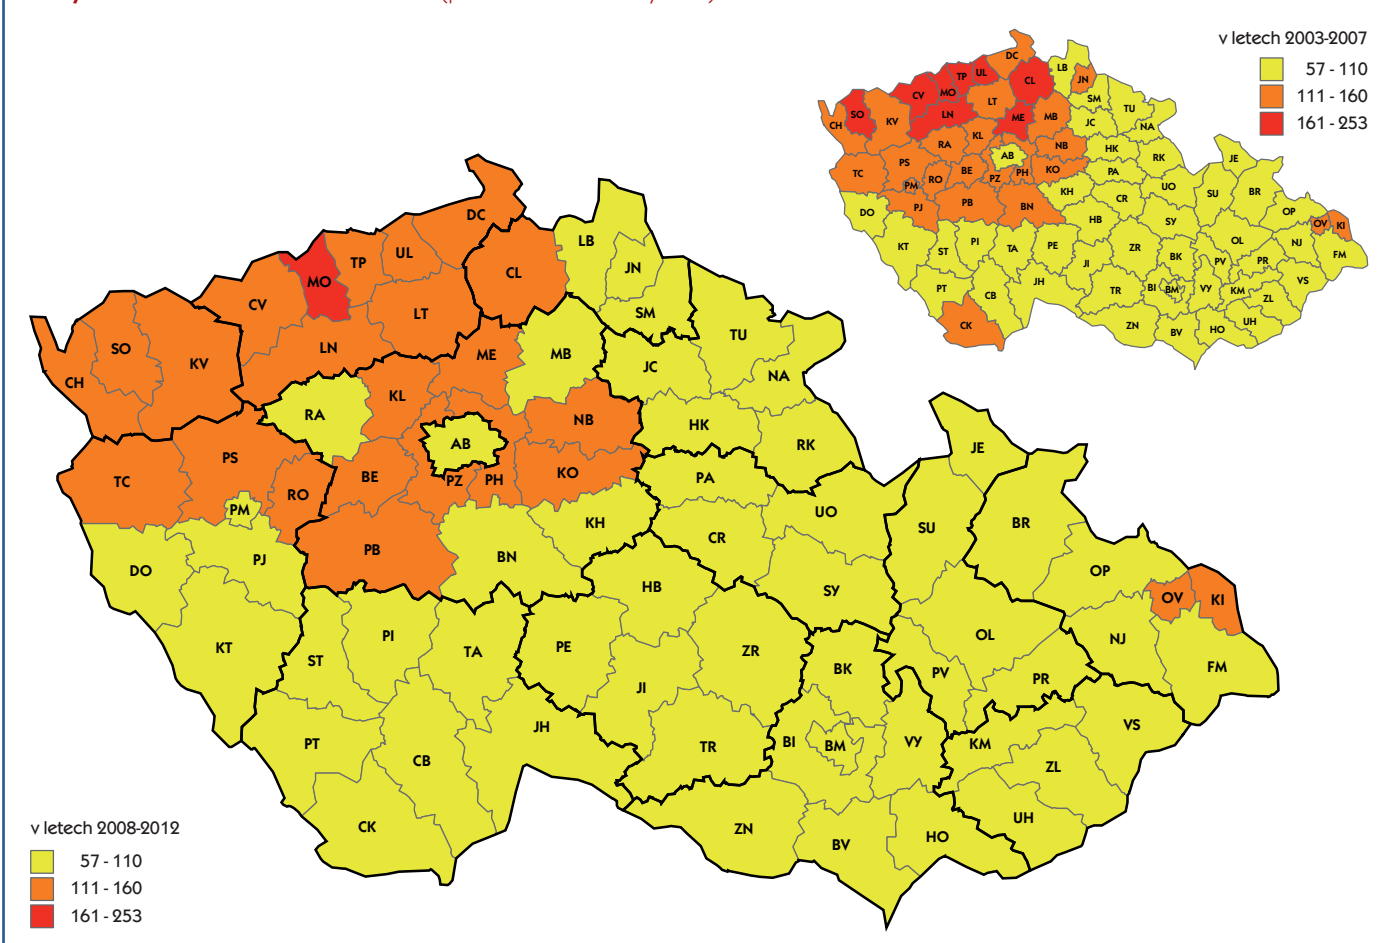 v letech 2003-2007
57 - 110
111 - 160
161 - 253
DC
LB
JN
TP
UL
CL
CV
MO
LT
SM
TU
SO
LN
ME
MB
JC
NA
CH
KV
KL
RA
AB
NB
HK
RK
JE
TC
PS
PM
RO
BE
PZ
PH
KO
PA
UO
SU
BR
DO
PJ
PB
BN
KH
CR
HB
SY
OP
OV
KI
KT
ST
PI
TA
PE
ZR
OL
NJ
FM
JI
BK
PV
PR
PT
CB
JH
TR
BI
BM
VY
KM
ZL
VS
CK
ZN
BV
HO
UH
DC
LB
UL
TP
CL
JN
MO
CV
LT
SM
TU
SO
LN
ME
MB
KV
CH
JC
NA
KL
RA
NB
HK
AB
RK
JE
PS
TC
RO
BE
PZ
PH
KO
PA
PM
UO
BR
KH
CR
SU
PB
BN
PJ
DO
HB
SY
OP
OV
KI
KT
ST
PI
TA
PE
ZR
OL
NJ
FM
BK
JI
PV
PR
PT
CB
JH
TR
BI
BM
VY
KM
VS
ZL
CK
ZN
BV
HO
UH
v letech 2008-2012
57 - 110
111 - 160
161 - 253